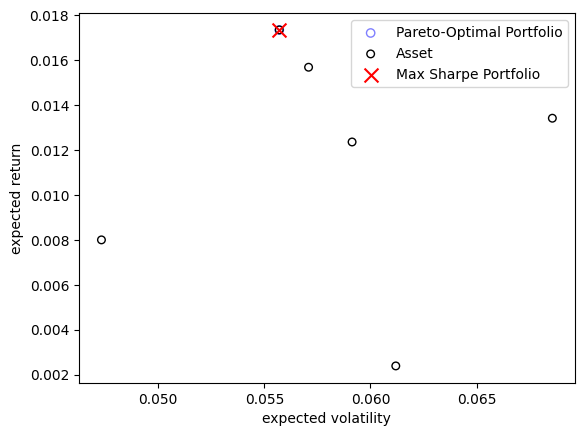 0.018
0.016
0.014
0.012
0.010
0.008
0.006
0.004
0.002
expected return
Pareto-Optimal Portfolio
Asset
Max Sharpe Portfolio
0.050 0.055 0.060 0.065
expected volatility